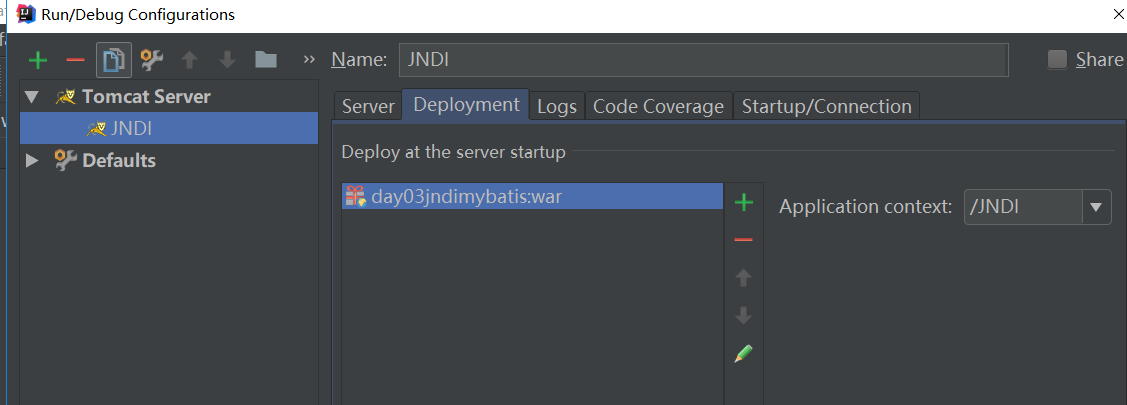 Run/Debug Configurations
Name: JNDI
Share
Tomcat Server
JNDI
Defaults
Server Deployment Logs Code Coverage Startup/Connection
Deploy at the server startup
day03jndimybatis:war
Application context: /JNDI